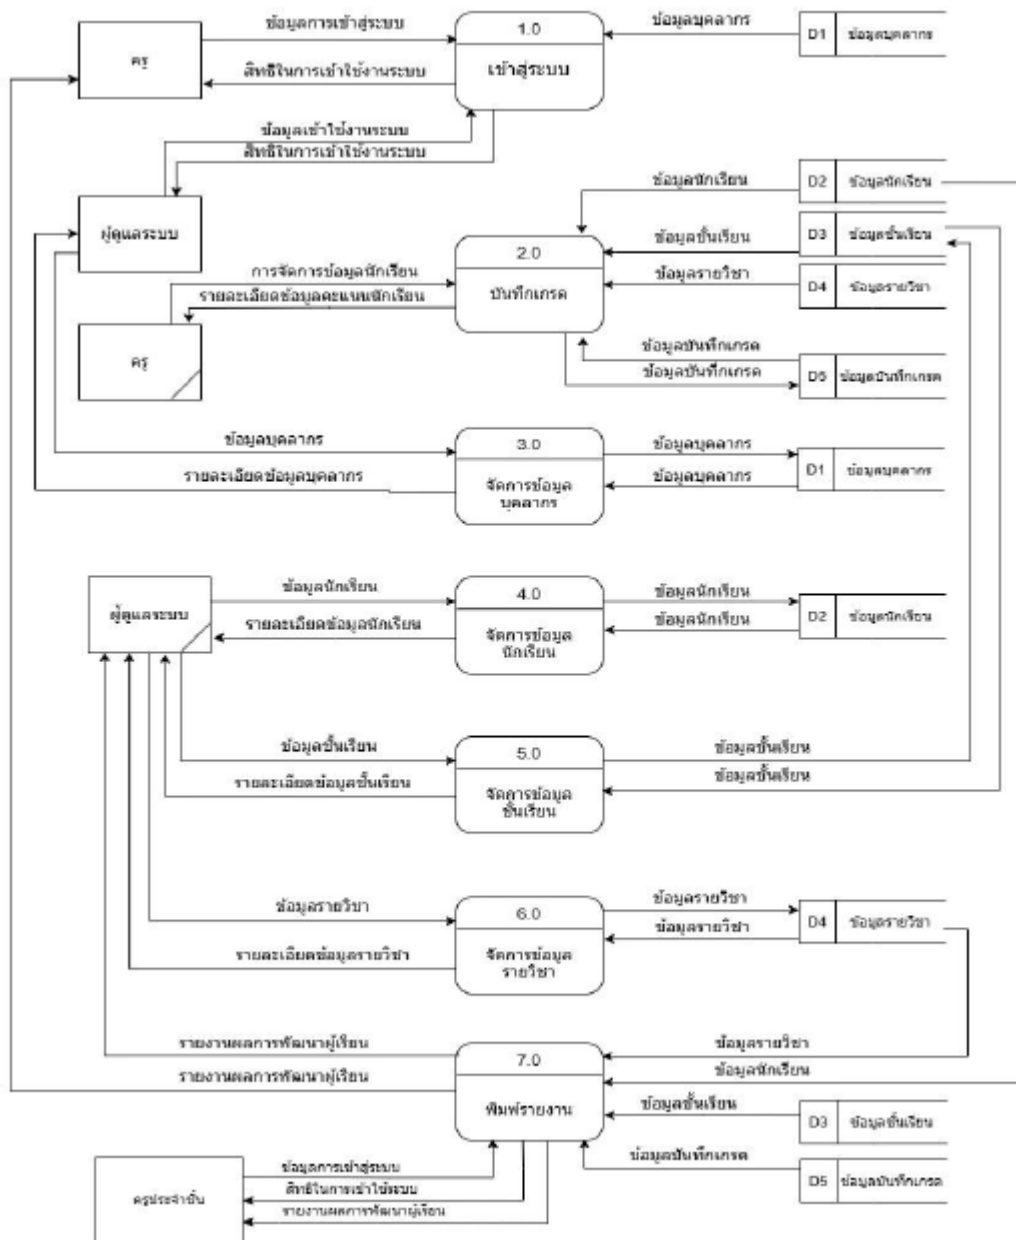 ข้อมูลการเข้าสู่ระบบ
1.0
ข้อมูลบุคลากร
D1 ข้อมูลบุคลากร
ครู
สิทธิในการเข้าใช้งานระบบ
เข้าสู่ระบบ
ข้อมูลเข้าใช้งานระบบ
สิทธิในการเข้าใช้งานระบบ
ข้อมูลนักเรียน
D2 ข้อมูลนักเรียน
ผู้ดูแลระบบ
ข้อมูลชั้นเรียน
D3 ข้อมูลชั้นเรียน
2.0
การจัดการข้อมูลนักเรียน
ข้อมูลรายวิชา
D4 ข้อมูลรายวิชา
รายละเอียดข้อมูลคะแนนนักเรียน
บันทึกเกรด
ครู
ข้อมูลบันทึกเกรด
ข้อมูลบันทึกเกรด
D5 ข้อมูลบันทึกเกรด
ข้อมูลบุคลากร
3.0
ข้อมูลบุคลากร
รายละเอียดข้อมูลบุคลากร
ข้อมูลบุคลากร
D1 ข้อมูลบุคลากร
จัดการข้อมูล
บุคลากร
ข้อมูลนักเรียน
4.0
ข้อมูลนักเรียน
ผู้ดูแลระบบ
รายละเอียดข้อมูลนักเรียน
ข้อมูลนักเรียน
D2 ข้อมูลนักเรียน
จัดการข้อมูล
นักเรียน
ข้อมูลชั้นเรียน
5.0
ข้อมูลชั้นเรียน
รายละเอียดข้อมูลชั้นเรียน
ข้อมูลชั้นเรียน
จัดการข้อมูล
ชั้นเรียน
ข้อมูลรายวิชา
6.0
ข้อมูลรายวิชา
ข้อมูลรายวิชา
D4 ข้อมูลรายวิชา
รายละเอียดข้อมูลรายวิชา
จัดการข้อมูล
รายวิชา
รายงานผลการพัฒนาผู้เรียน
7.0
ข้อมูลรายวิชา
รายงานผลการพัฒนาผู้เรียน
ข้อมูลนักเรียน
พิมพ์รายงาน
ข้อมูลชั้นเรียน
D3 ข้อมูลชั้นเรียน
ข้อมูลบันทึกเกรด
D5 ข้อมูลบันทึกเกรด
ข้อมูลการเข้าสู่ระบบ
ครูประจำชั้น
สิทธิในการเข้าใช้ระบบ
รายงานผลการพัฒนาผู้เรียน